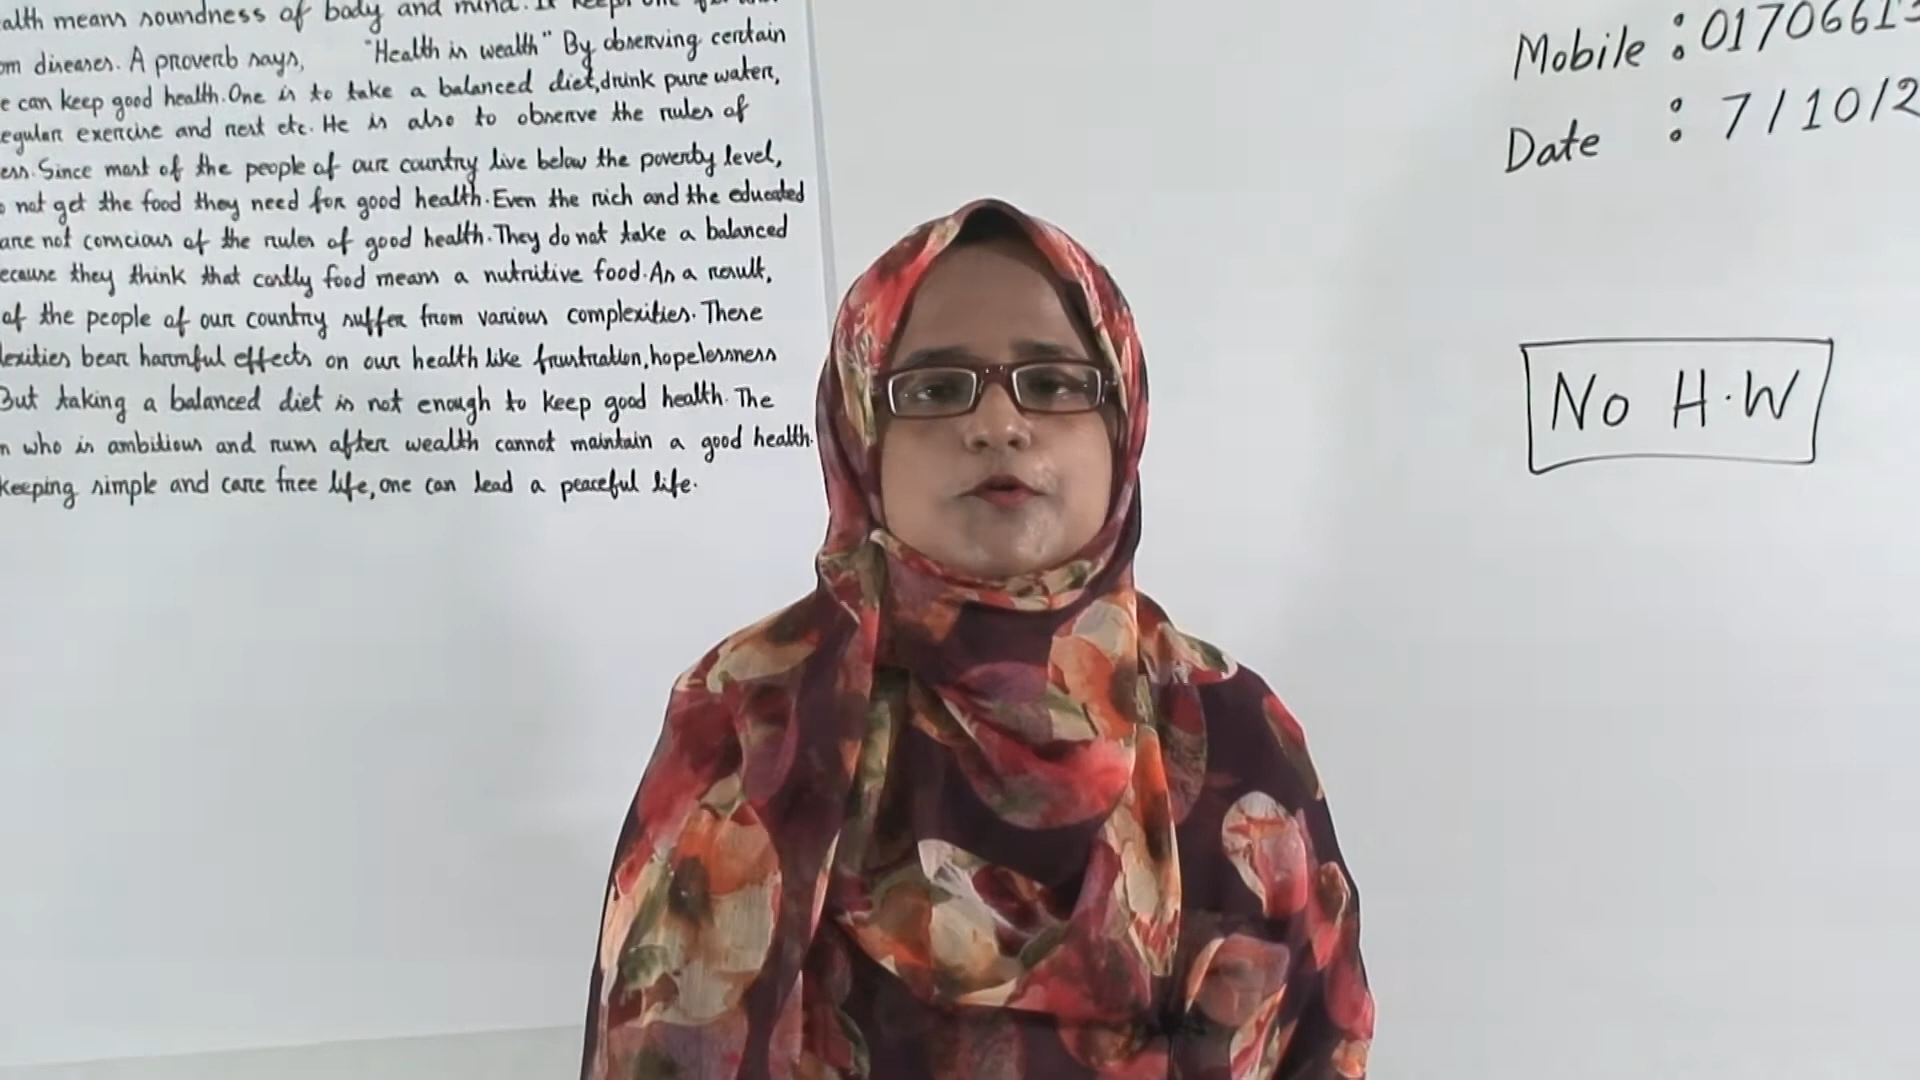 alth means soundness of body and mind. It keeps one
om diseases. A proverb says, "Health is wealth" By observing certain
e can keep good health. One is to take a balanced diet, drink pure water,
egular exercise and rest etc. He is also to observe the rules of
ess. Since most of the people of our country live below the poverty level,
o not get the food they need for good health. Even the rich and the educated
are not conscious of the rules of good health. They do not take a balanced
ecause they think that costly food means a nutritive food. As a result,
of the people of our country suffer from various complexities. These
lexities bear harmful effects on our health like frustration, hopelessness
But taking a balanced diet is not enough to keep good health. The
n who is ambitious and runs after wealth cannot maintain a good health.
keeping simple and care free life, one can lead a peaceful life.
Mobile : 01706613
Date : 7/10/2
No H.W